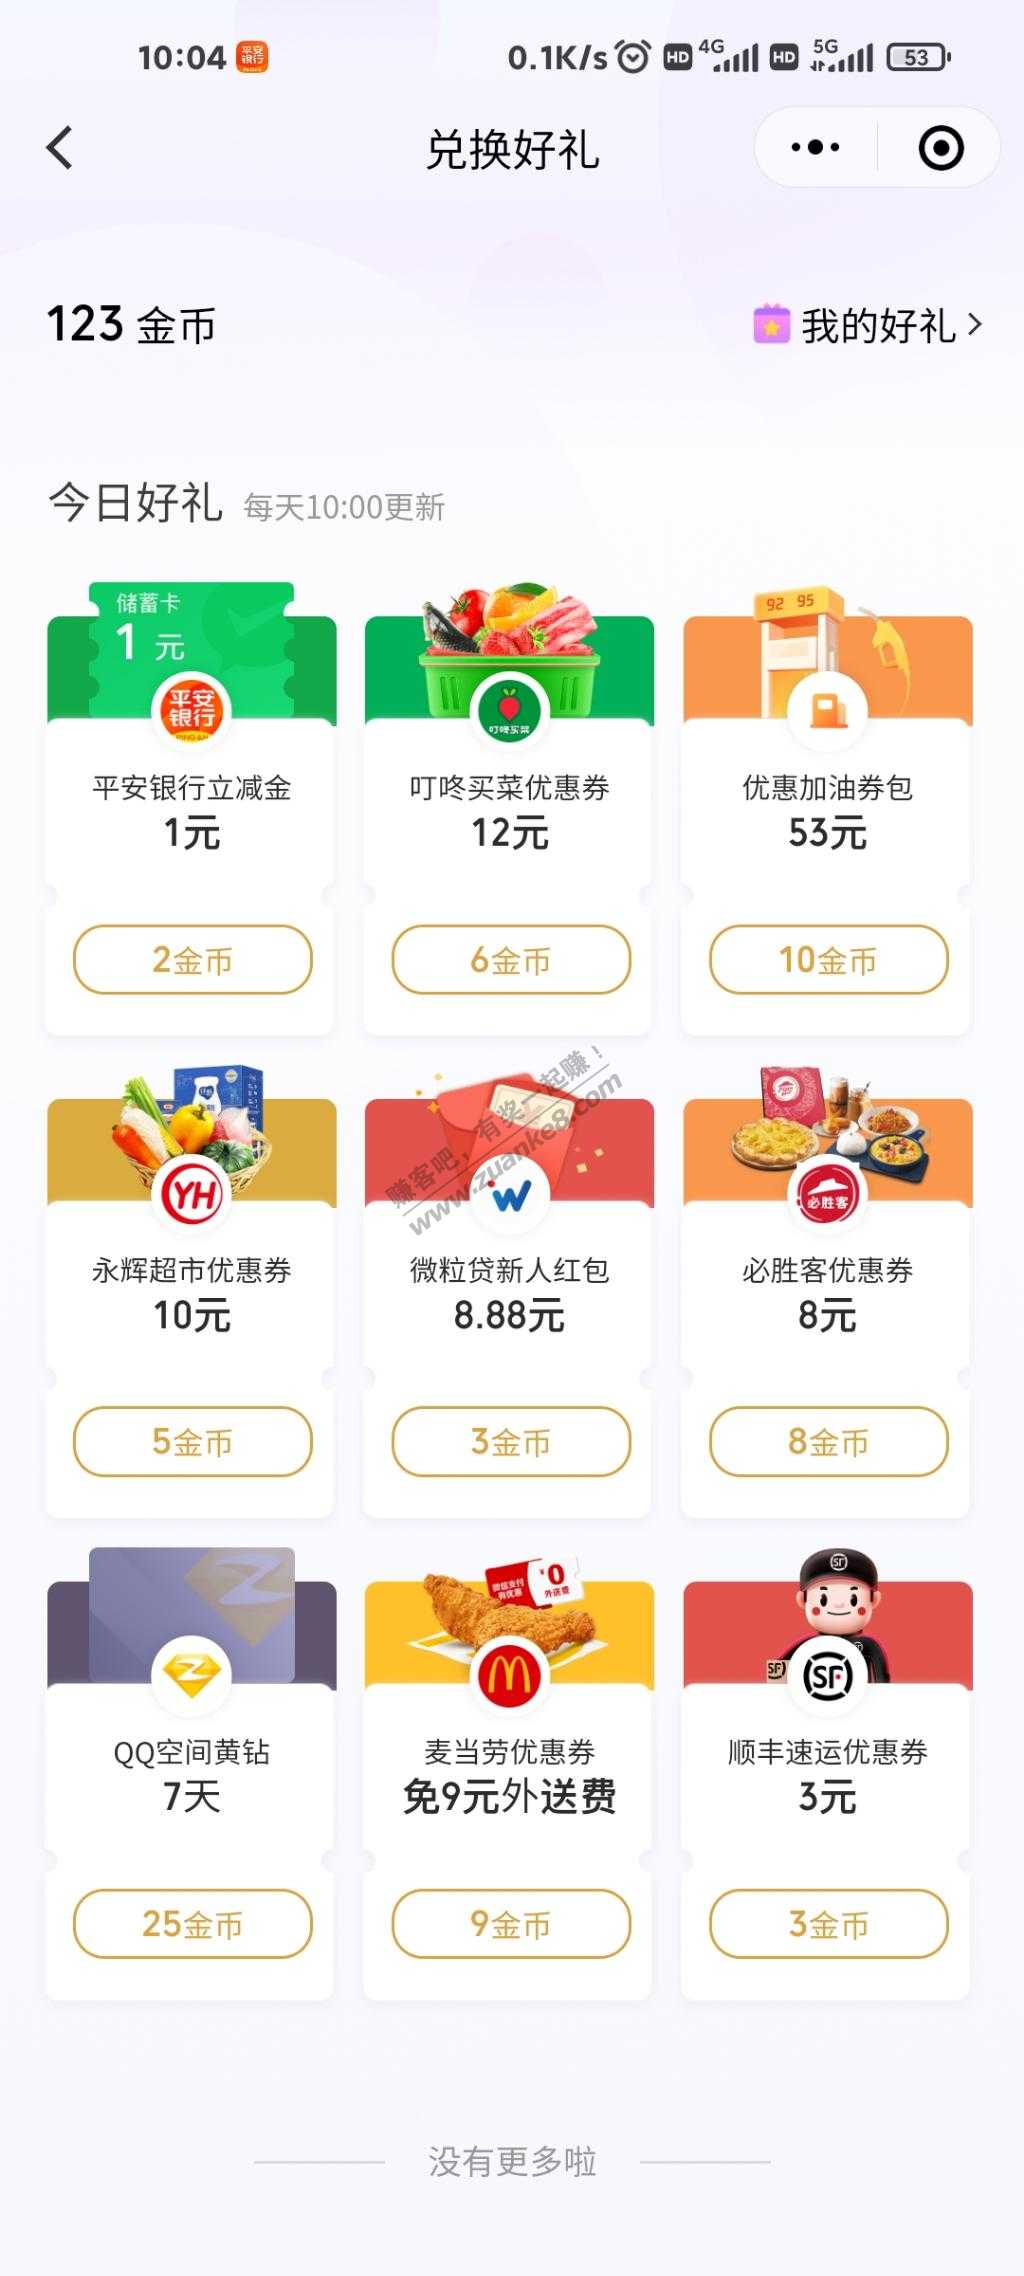 10:04 平安银行 0.1K/s HD 4G HD 5G 53
兑换好礼
123 金币 我的好礼
今日好礼 每天10:00更新
储蓄卡
1 元
92 95
平安银行
PINGAN
叮咚买菜
平安银行立减金 叮咚买菜优惠券 优惠加油券包
1元 12元 53元
2金币 6金币 10金币
赚客吧，有奖一起赚！
www.zuanke8.com
YH W 必胜客
永辉超市优惠券 微粒贷新人红包 必胜客优惠券
10元 8.88元 8元
5金币 3金币 8金币
微信支付 ¥0
有优惠 外送费
SF
SF SF
QQ空间黄钻 麦当劳优惠券 顺丰速运优惠券
7天 免9元外送费 3元
25金币 9金币 3金币
没有更多啦